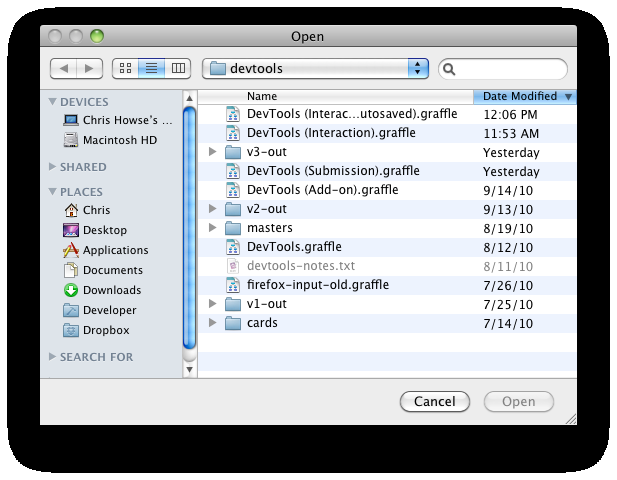 Open
devtools
Name Date Modified
DEVICES
Chris Howse's ...
Macintosh HD
SHARED
PLACES
Chris
Desktop
Applications
Documents
Downloads
Developer
Dropbox
SEARCH FOR
DevTools (Interac...utosaved).graffle 12:06 PM
DevTools (Interaction).graffle 11:53 AM
v3-out Yesterday
DevTools (Submission).graffle Yesterday
DevTools (Add-on).graffle 9/14/10
v2-out 9/13/10
masters 8/19/10
DevTools.graffle 8/12/10
devtools-notes.txt 8/11/10
firefox-input-old.graffle 7/26/10
v1-out 7/25/10
cards 7/14/10
Cancel Open